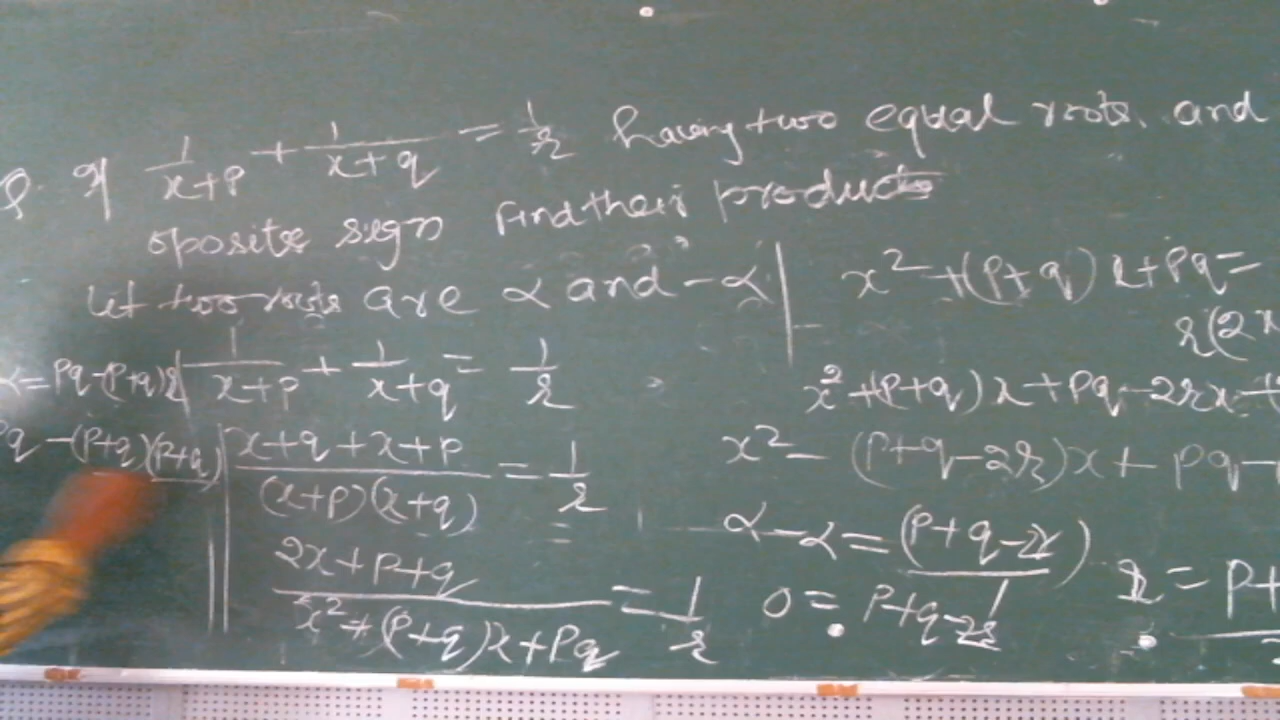 Q. If 1/(x+p) + 1/(x+q) = 1/r having two equal roots. and
oposite sign find their product
let two roots are α and -α
1/(x+p) + 1/(x+q) = 1/r
(x+q+x+p)/((x+p)(x+q)) = 1/r
(2x+p+q)/(x²+(p+q)x+pq) = 1/r
x²+(p+q)x+pq=
r(2x
x²+(p+q)x+pq-2rx-(
x²-(p+q-2r)x+pq-
α-α=(p+q-2r)/1
0=p+q-2r
r=p+
α=pq-(p+q)r
pq-(p+q)(p+q)